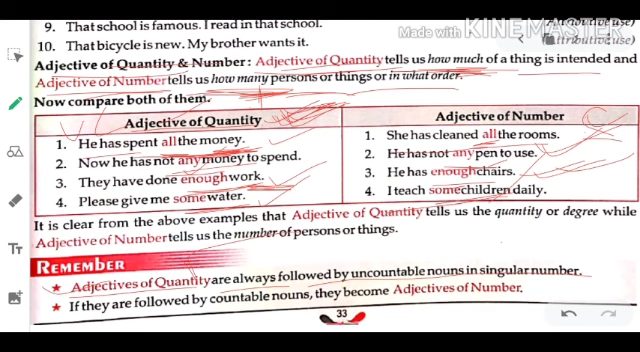 9. That school is famous. I read in that school.
Made with KINEMASTER
10. That bicycle is new. My brother wants it. (Attributive use)
Adjective of Quantity & Number : Adjective of Quantity tells us how much of a thing is intended and
Adjective of Number tells us how many persons or things or in what order.
Now compare both of them.
Adjective of Quantity
1. He has spent all the money.
2. Now he has not any money to spend.
3. They have done enough work.
4. Please give me some water.
Adjective of Number
1. She has cleaned all the rooms.
2. He has not any pen to use.
3. He has enough chairs.
4. I teach some children daily.
It is clear from the above examples that Adjective of Quantity tells us the quantity or degree while
Adjective of Number tells us the number of persons or things.
REMEMBER
★ Adjectives of Quantity are always followed by uncountable nouns in singular number.
★ If they are followed by countable nouns, they become Adjectives of Number.
33
Tт